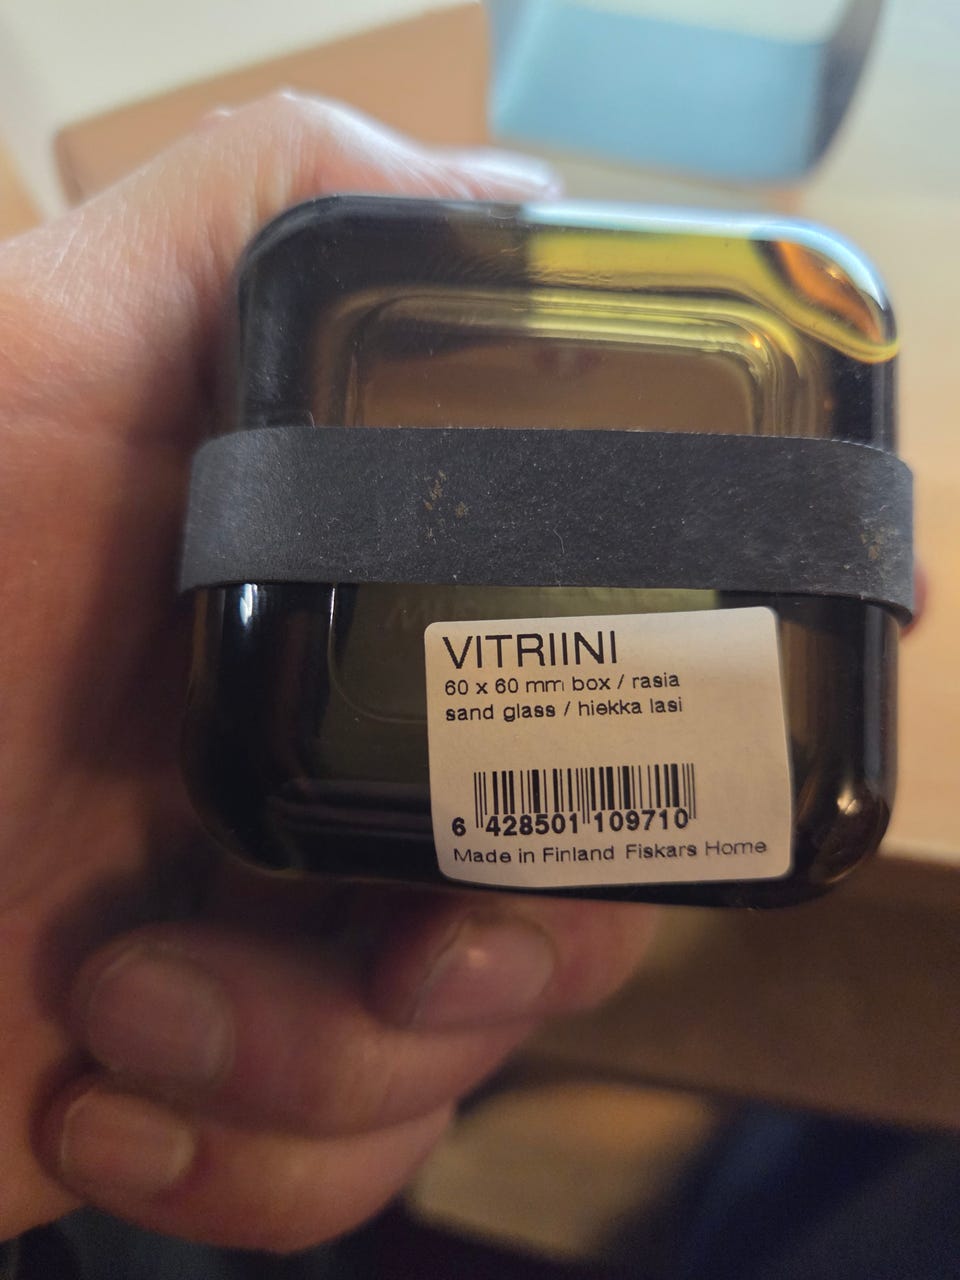 VITRIINI
60 x 60 mm box / rasia
sand glass / hiekka lasi
6 428501 109710
Made in Finland Fiskars Home